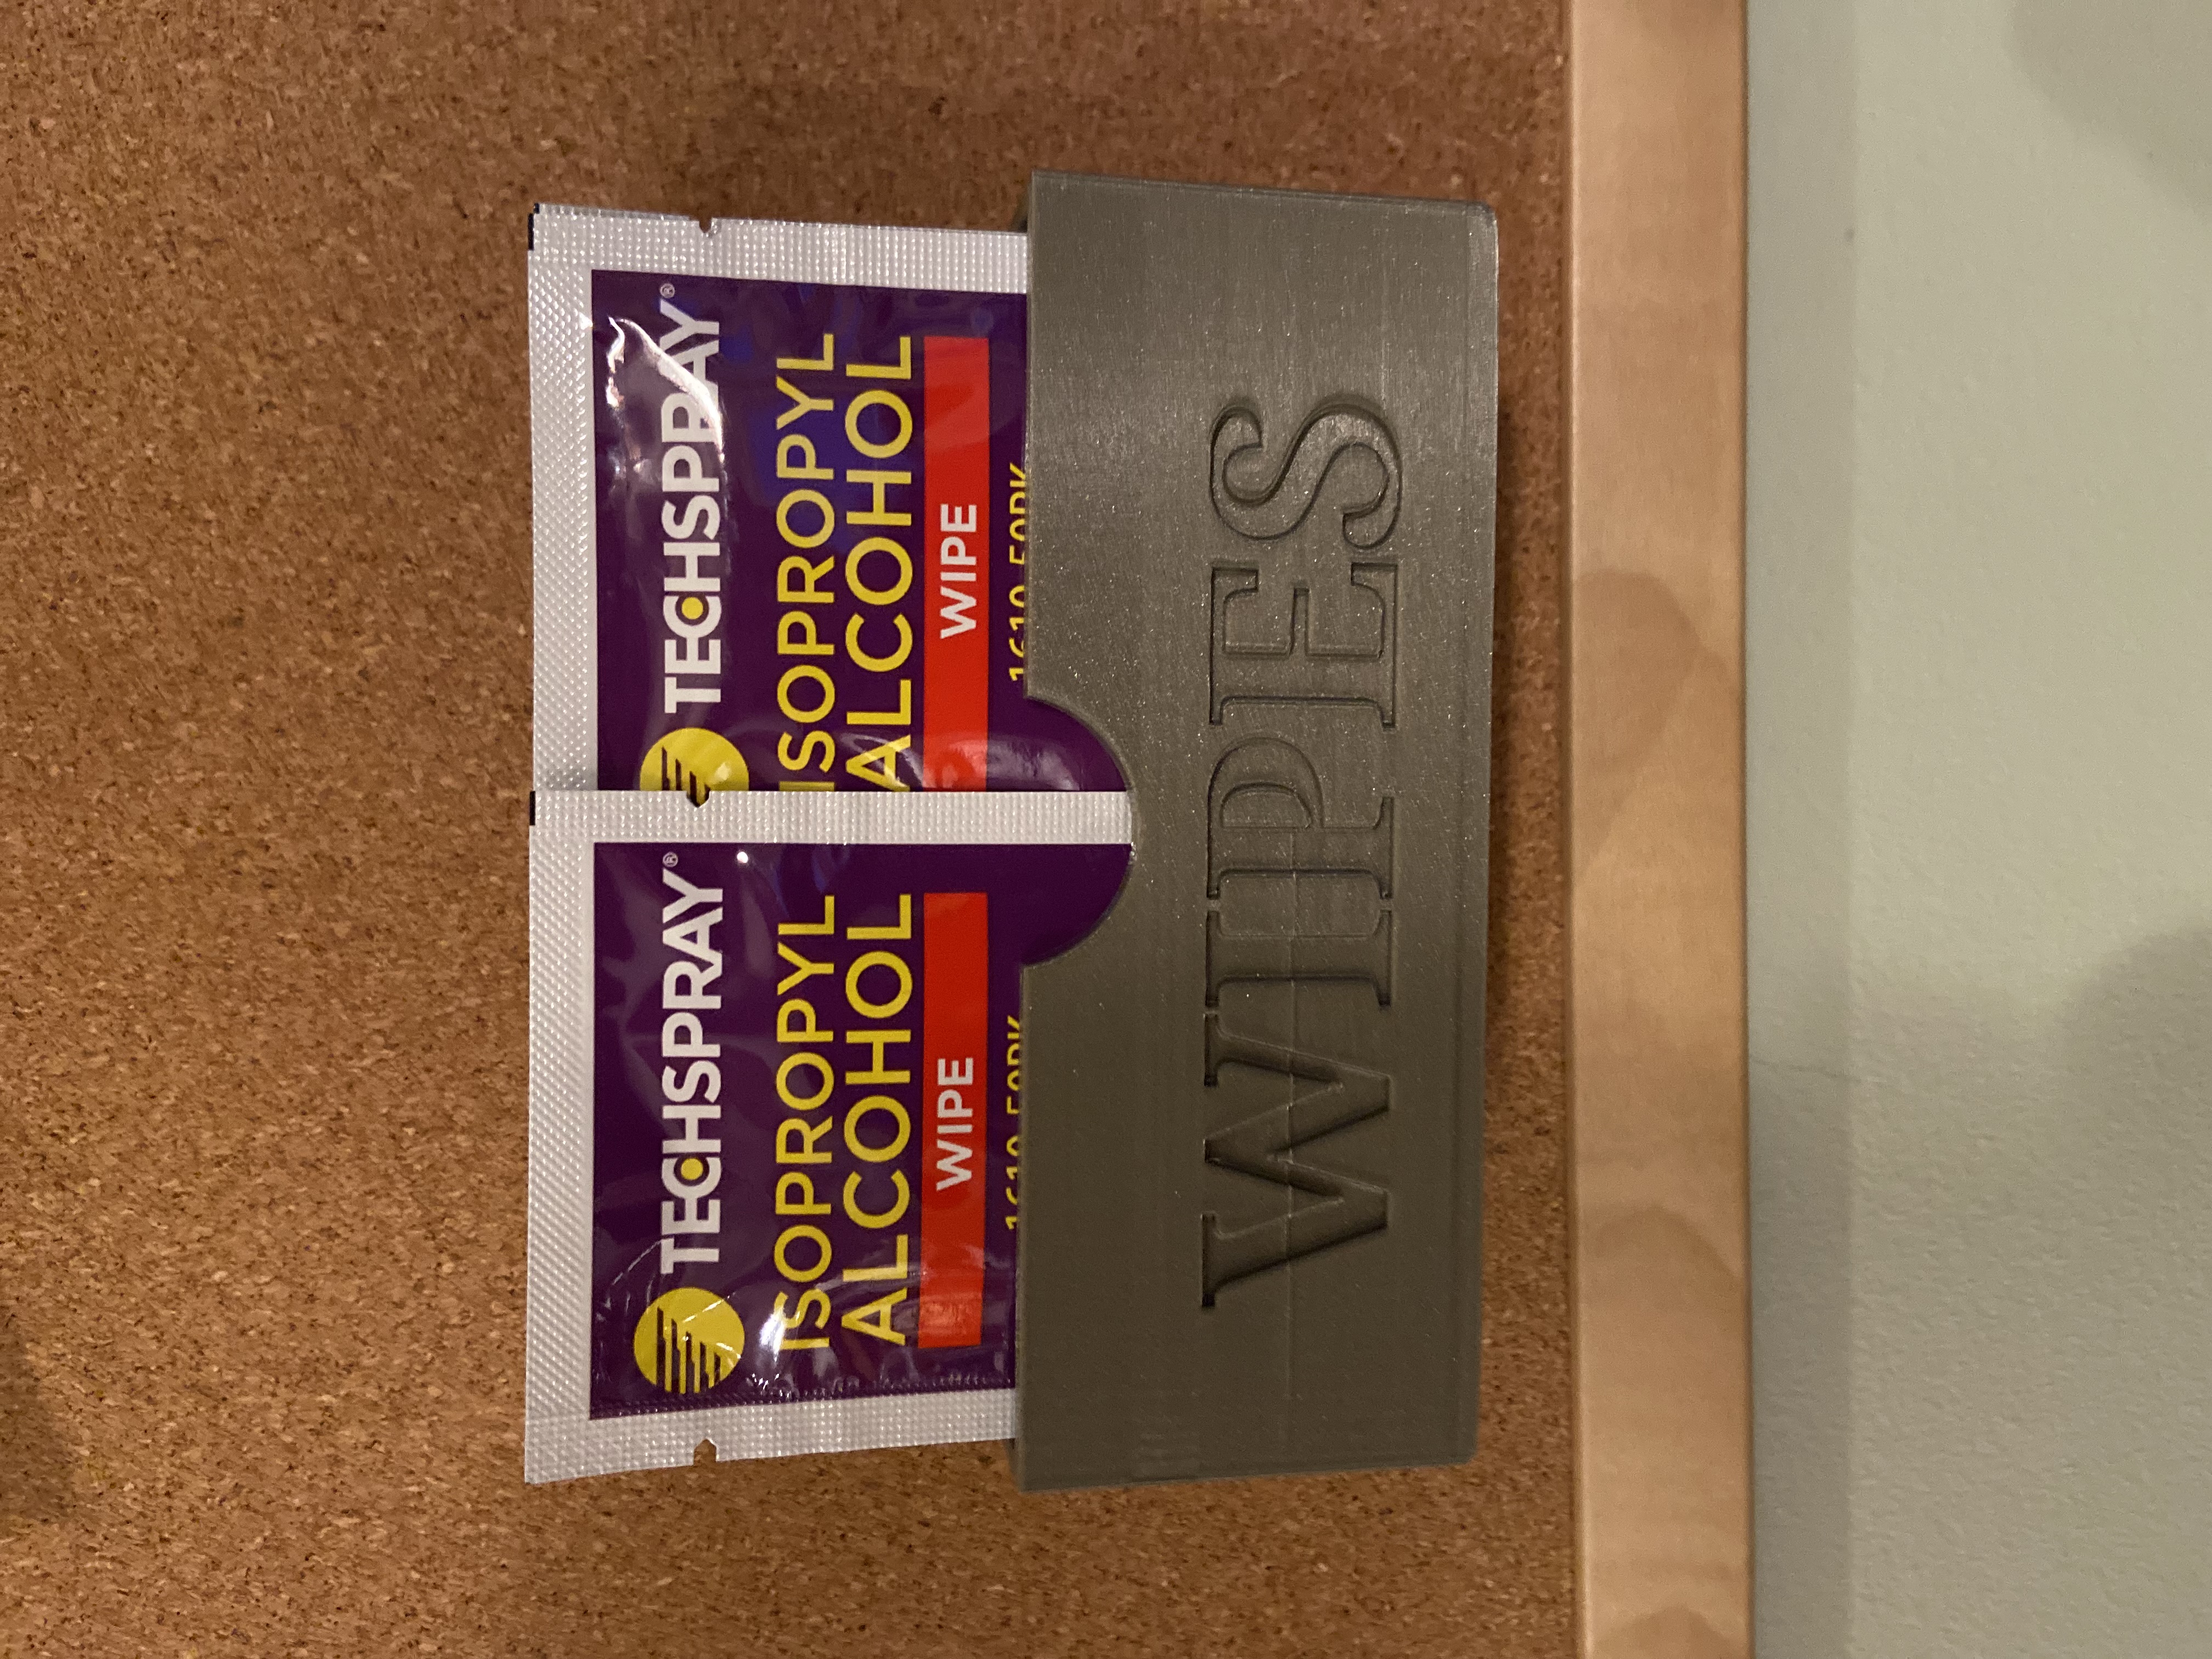 TECHSPRAY®
ISOPROPYL
ALCOHOL
WIPE
TECHSPRAY®
ISOPROPYL
ALCOHOL
WIPE
WIPES